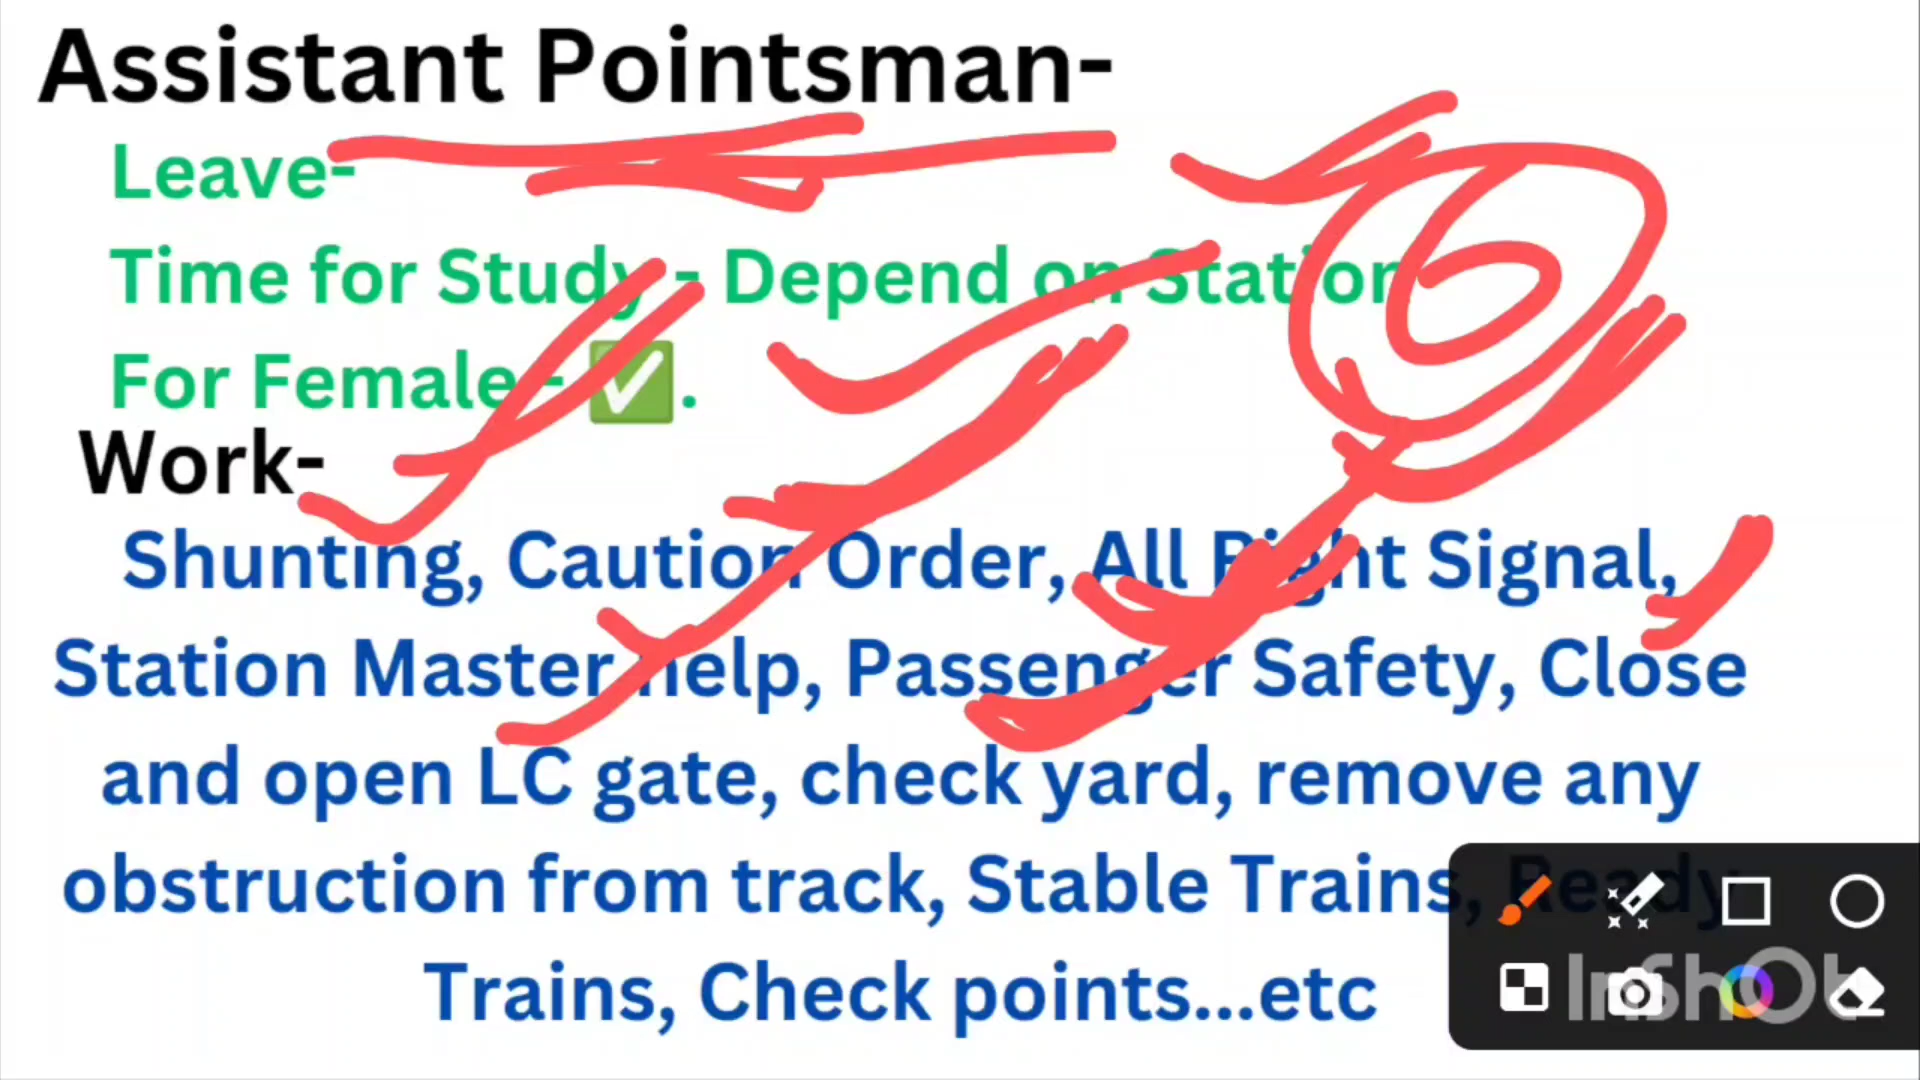 Assistant Pointsman-
Leave-
Time for Study - Depend on Station
For Female - ✅.
Work-
Shunting, Caution Order, All Right Signal,
Station Master help, Passenger Safety, Close
and open LC gate, check yard, remove any
obstruction from track, Stable Trains, Ready
Trains, Check points...etc
InShOt